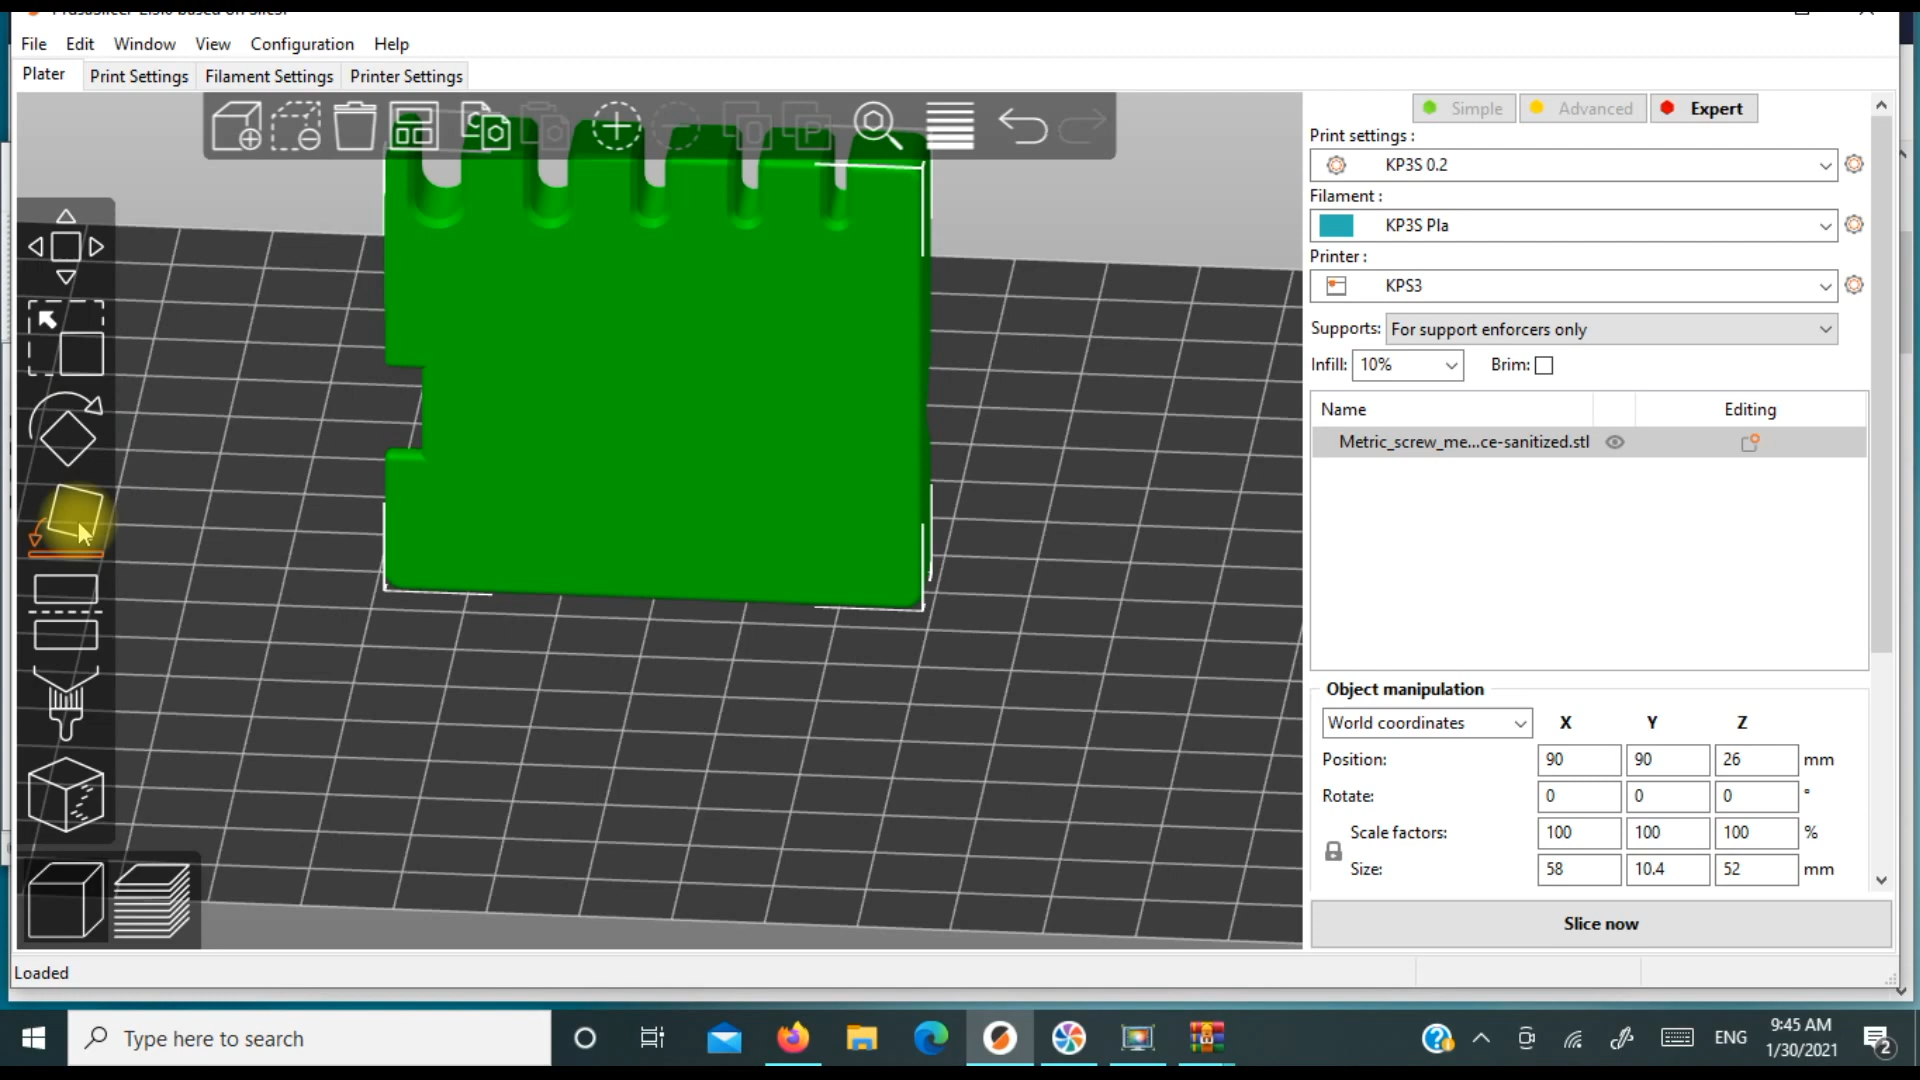 File Edit Window View Configuration Help
Plater Print Settings Filament Settings Printer Settings
Simple Advanced Expert
Print settings :
KP3S 0.2
Filament :
KP3S Pla
Printer :
KPS3
Supports: For support enforcers only
Infill: 10% Brim:
Name Editing
Metric_screw_me...ce-sanitized.stl
Object manipulation
World coordinates X Y Z
Position: 90 90 26 mm
Rotate: 0 0 0 °
Scale factors: 100 100 100 %
Size: 58 10.4 52 mm
Slice now
Loaded
Type here to search
ENG
9:45 AM
1/30/2021
2